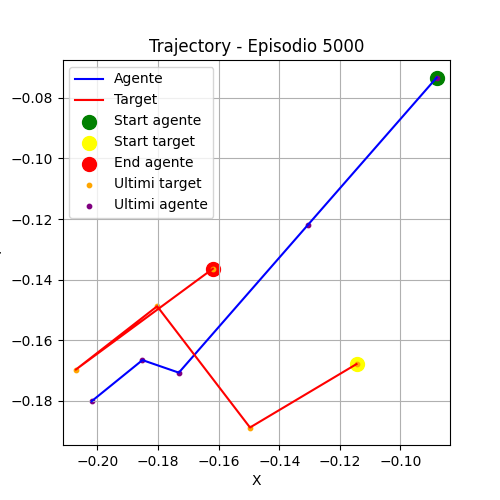 Trajectory - Episodio 5000
Agente
Target
Start agente
Start target
End agente
Ultimi target
Ultimi agente
−0.08
−0.10
−0.12
−0.14
−0.16
−0.18
−0.20 −0.18 −0.16 −0.14 −0.12 −0.10
X